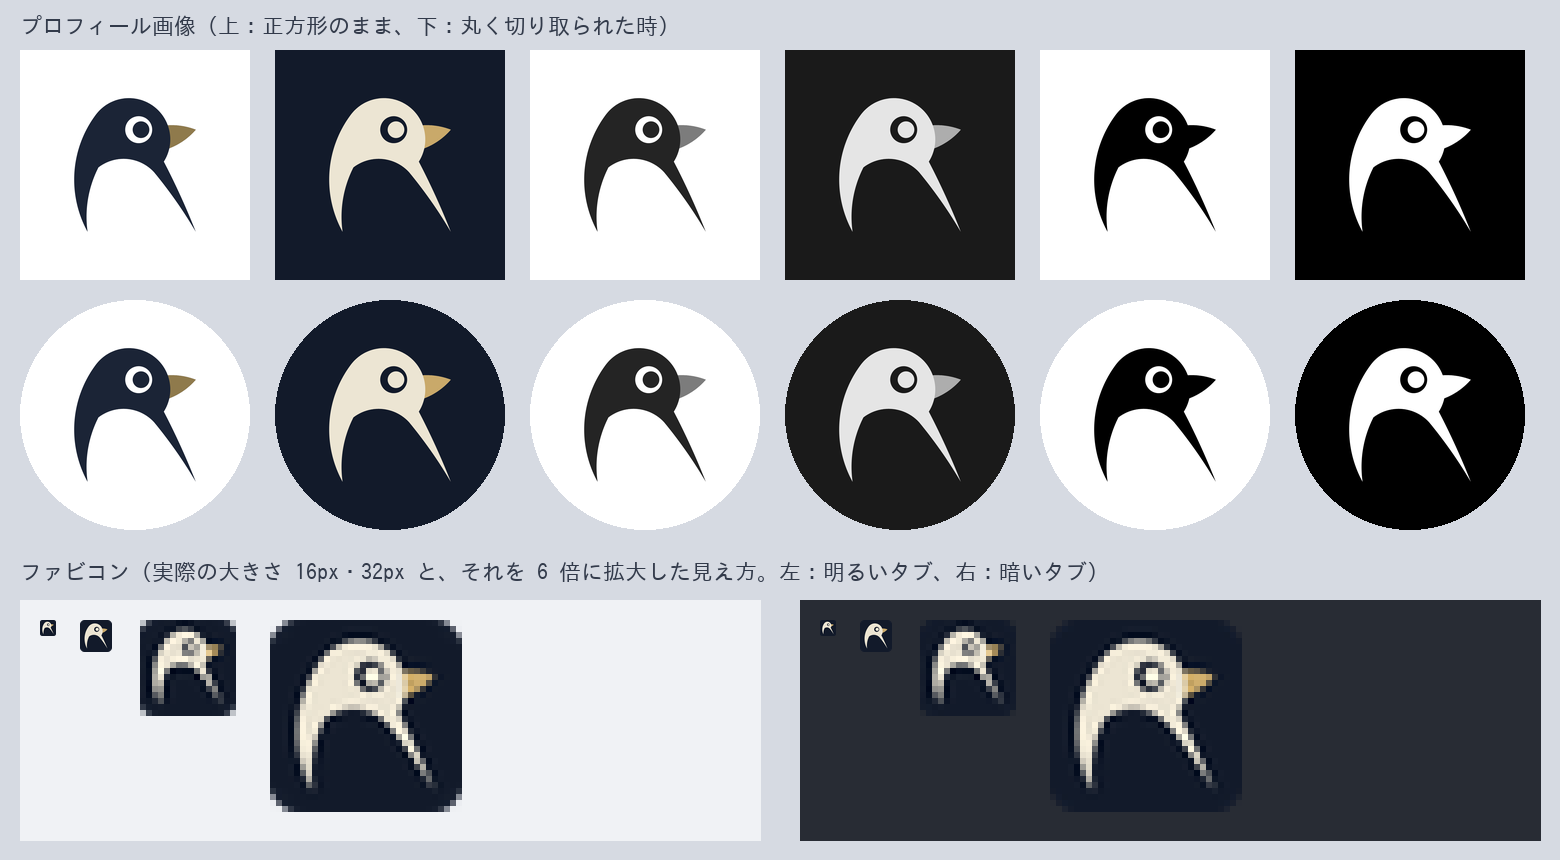 プロフィール画像（上：正方形のまま、下：丸く切り取られた時）
ファビコン（実際の大きさ 16px・32px と、それを 6 倍に拡大した見え方。左：明るいタブ、右：暗いタブ）